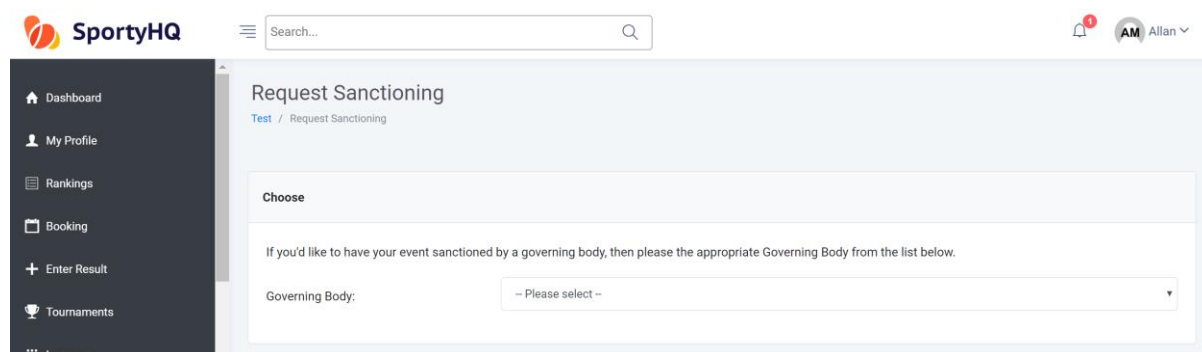 SportyHQ
Search...
1
AM Allan
Dashboard
My Profile
Rankings
Booking
Enter Result
Tournaments
Request Sanctioning
Test / Request Sanctioning
Choose
If you'd like to have your event sanctioned by a governing body, then please the appropriate Governing Body from the list below.
Governing Body:
-- Please select --